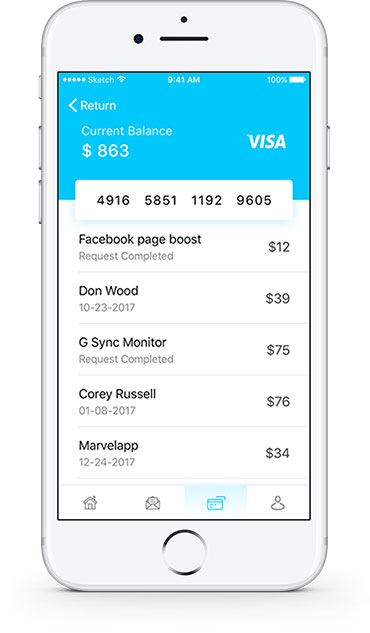 Sketch 9:41 AM 100%
Return
Current Balance
$ 863
VISA
4916 5851 1192 9605
Facebook page boost
$12
Request Completed
Don Wood
$39
10-23-2017
G Sync Monitor
$75
Request Completed
Corey Russell
$76
01-08-2017
Marvelapp
$34
12-24-2017